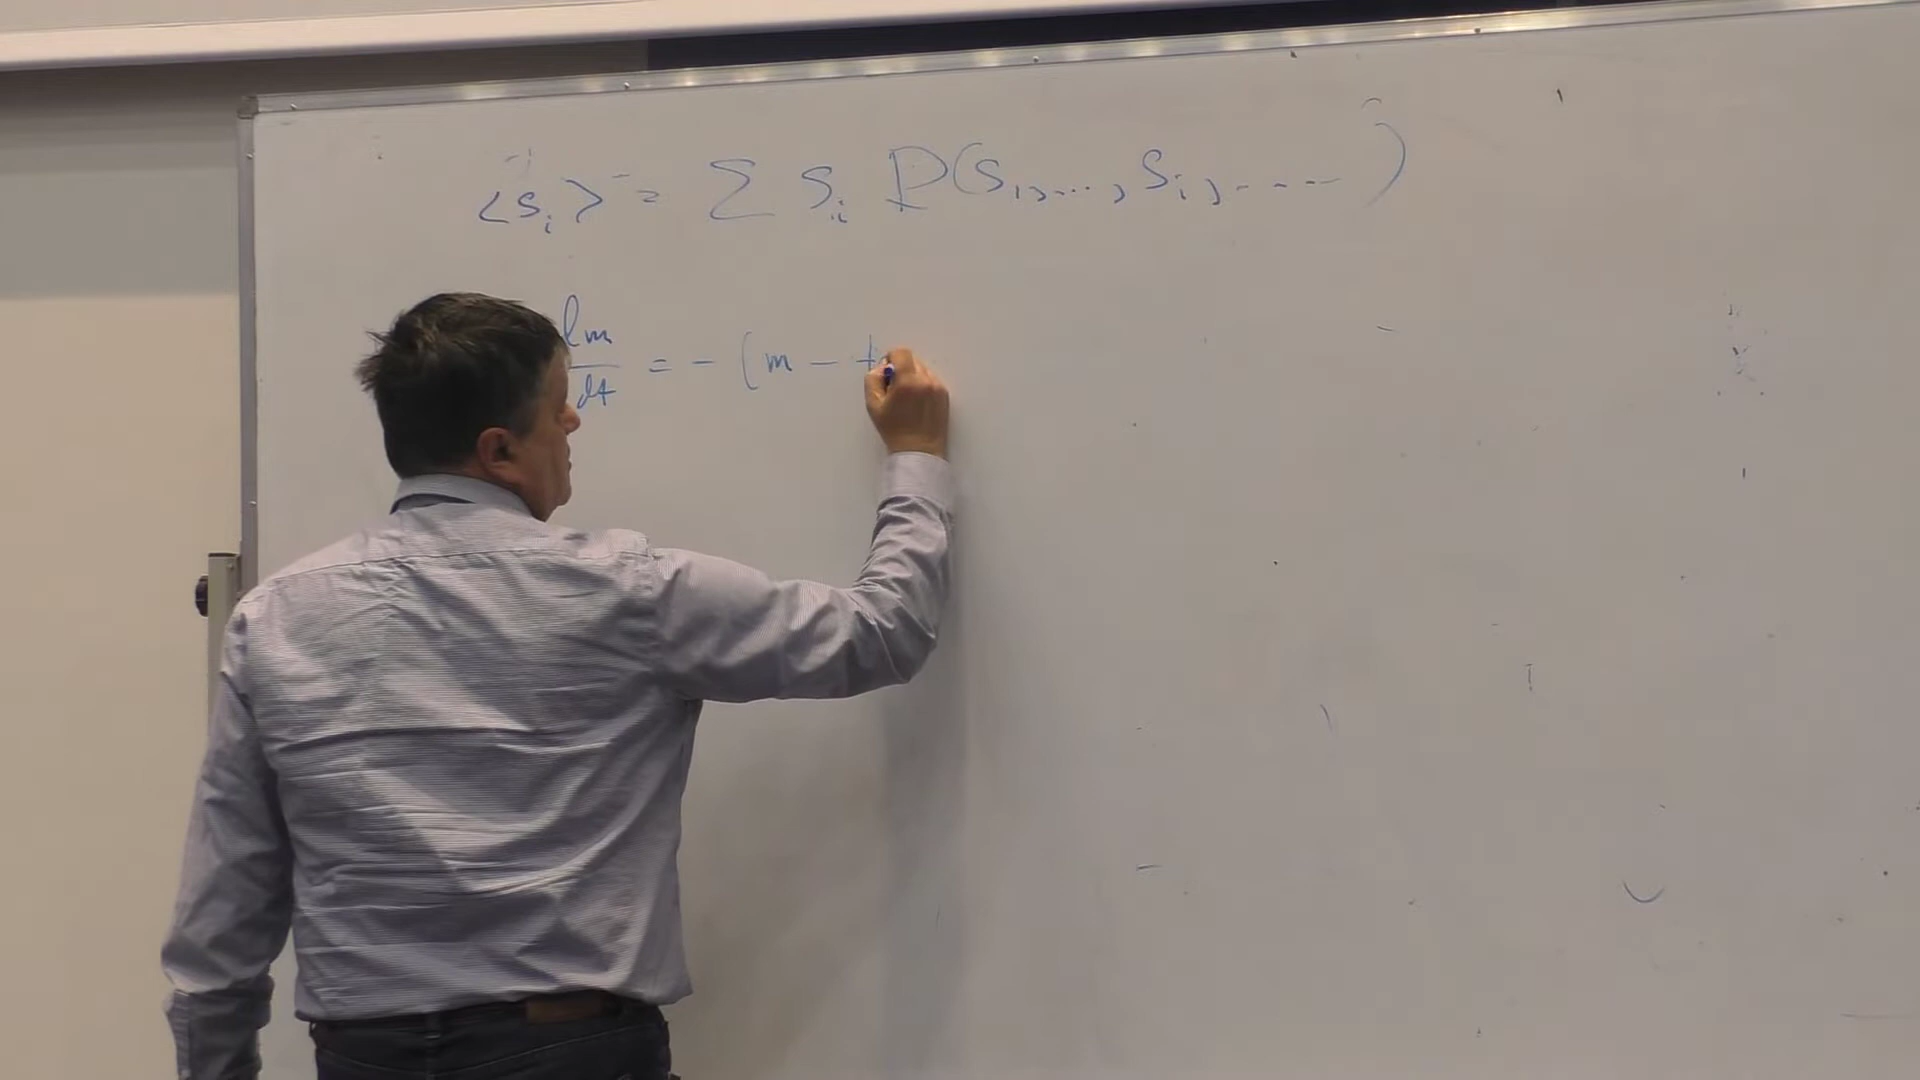 <s_i> = Σ s_i P(s_1, ..., s_i, ----)
dm/dt = - (m - t